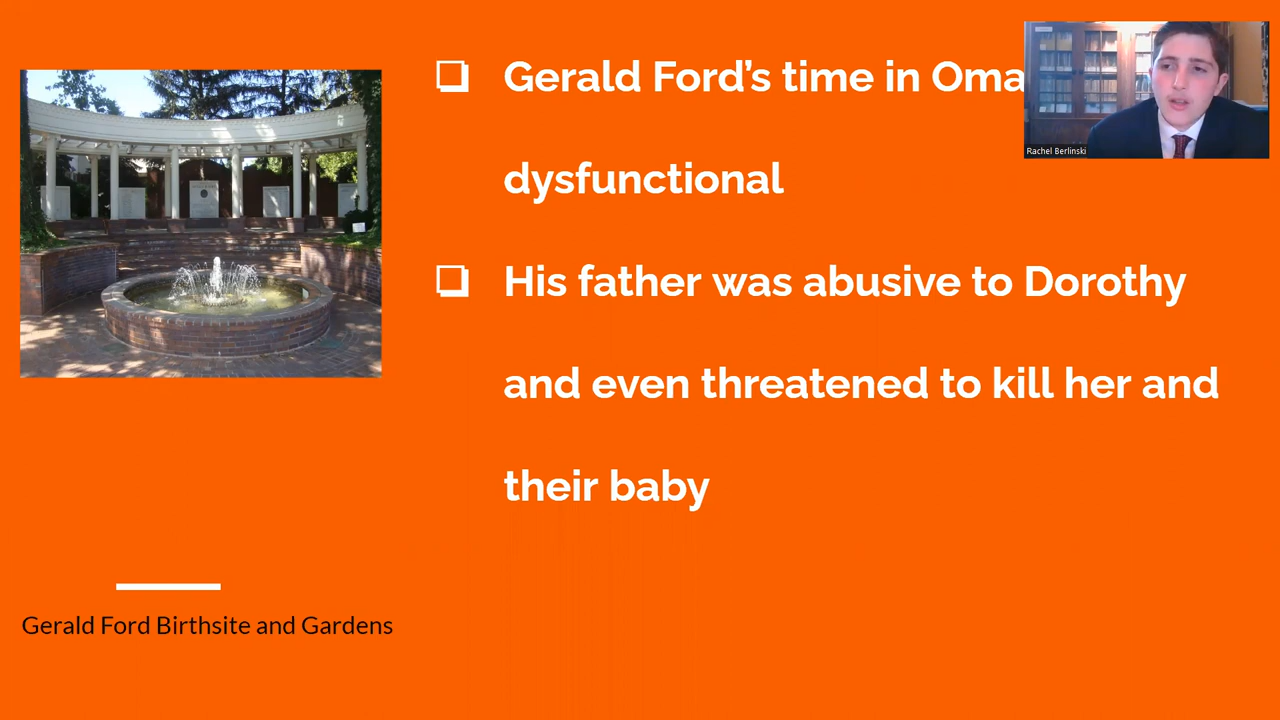 Gerald Ford's time in Oma
dysfunctional
His father was abusive to Dorothy
and even threatened to kill her and
their baby
Gerald Ford Birthsite and Gardens
Rachel Berlinski